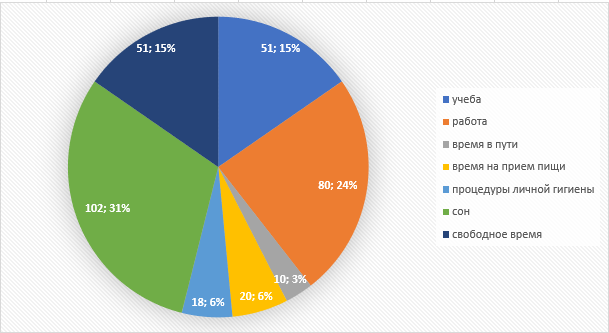 51; 15%
51; 15%
80; 24%
10; 3%
20; 6%
18; 6%
102; 31%
учеба
работа
время в пути
время на прием пищи
процедуры личной гигиены
сон
свободное время